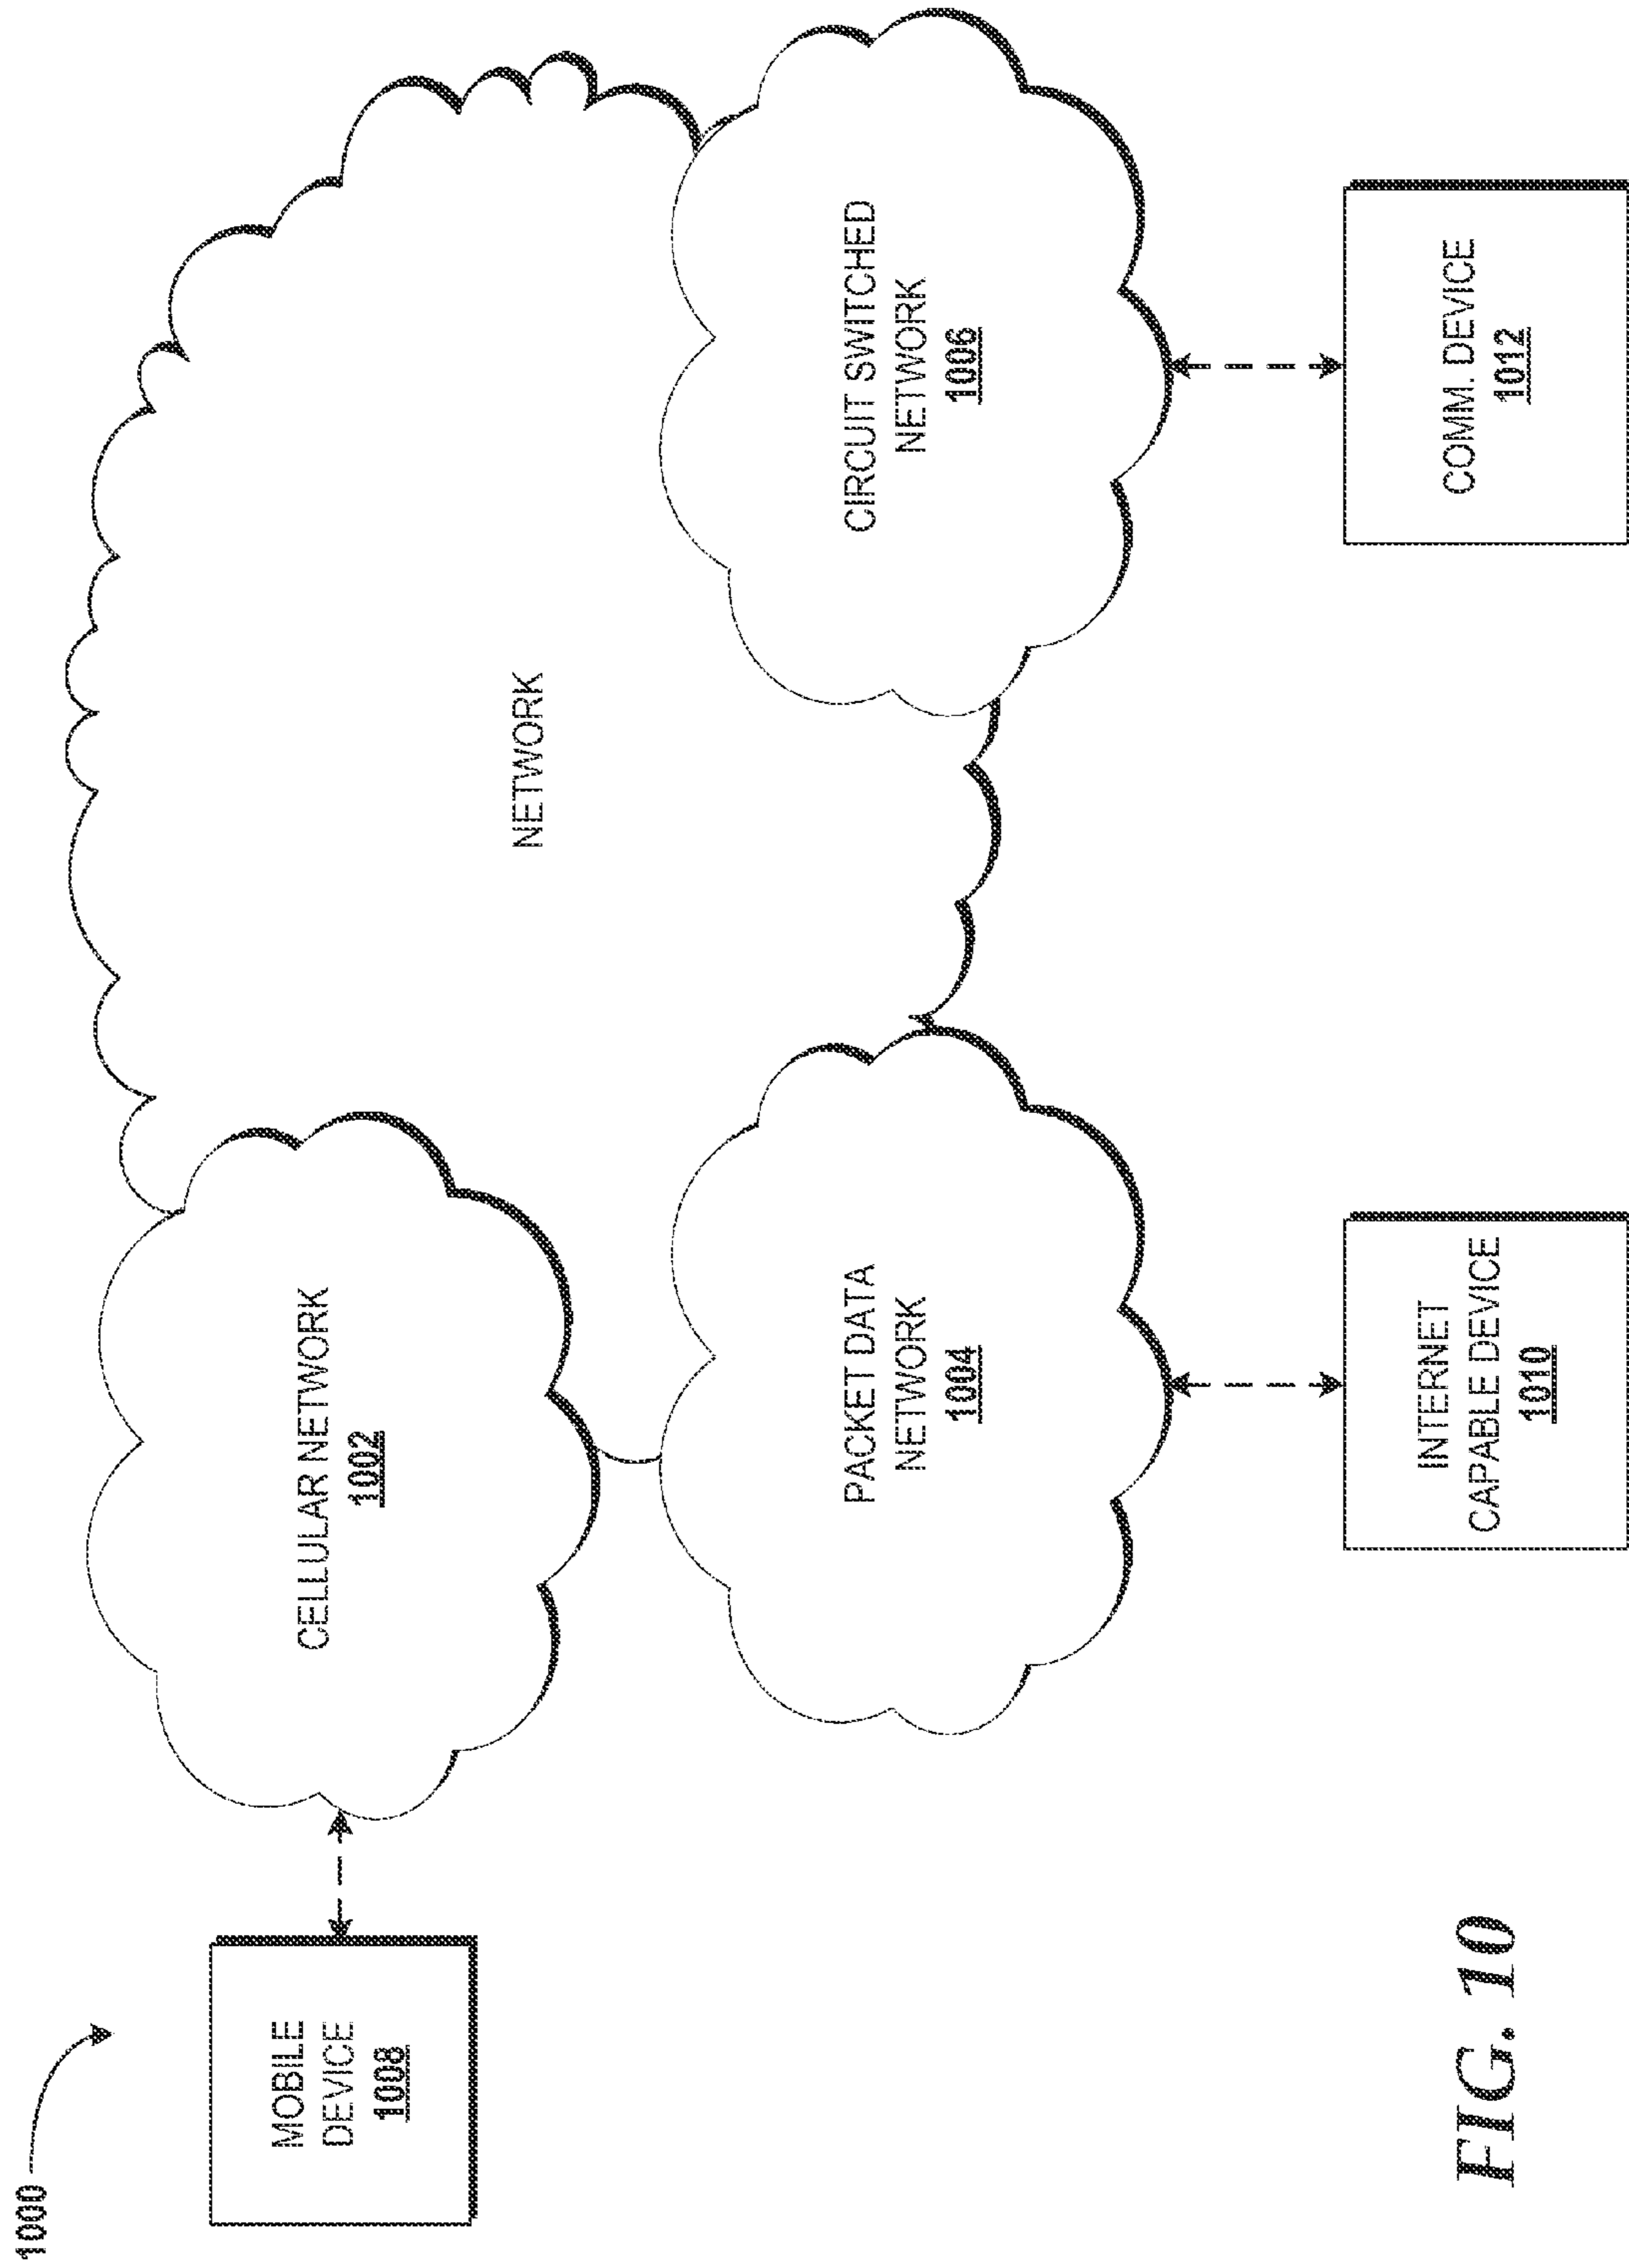 1000
MOBILE
DEVICE
1008
CELLULAR NETWORK
1002
NETWORK
PACKET DATA
NETWORK
1004
CIRCUIT SWITCHED
NETWORK
1006
INTERNET
CAPABLE DEVICE
1010
COMM. DEVICE
1012
FIG. 10